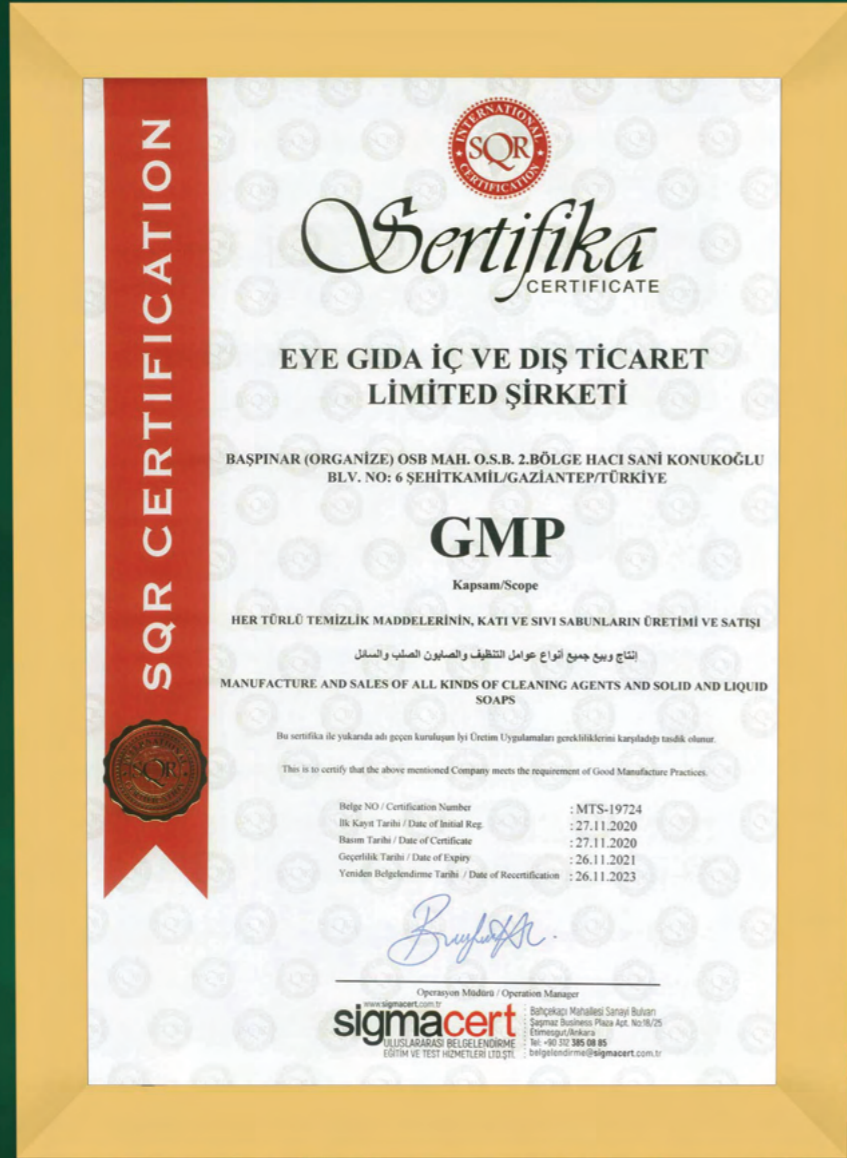 SQR CERTIFICATION
INTERNATIONAL
SQR
CERTIFICATION
Sertifika
CERTIFICATE
EYE GIDA İÇ VE DIŞ TİCARET
LİMİTED ŞİRKETİ
BAŞPINAR (ORGANİZE) OSB MAH. O.S.B. 2.BÖLGE HACI SANİ KONUKOĞLU
BLV. NO: 6 ŞEHİTKAMİL/GAZİANTEP/TÜRKİYE
GMP
Kapsam/Scope
HER TÜRLÜ TEMİZLİK MADDELERİNİN, KATI VE SIVI SABUNLARIN ÜRETİMİ VE SATIŞI
إنتاج وبيع جميع أنواع عوامل التنظيف والصابون الصلب والسائل
MANUFACTURE AND SALES OF ALL KINDS OF CLEANING AGENTS AND SOLID AND LIQUID
SOAPS
Bu sertifika ile yukarıda adı geçen kuruluşun İyi Üretim Uygulamaları gerekliliklerini karşıladığı tasdik olunur.
This is to certify that the above mentioned Company meets the requirement of Good Manufacture Practices.
INTERNATIONAL
SQR
CERTIFICATION
Belge NO / Certification Number : MTS-19724
İlk Kayıt Tarihi / Date of Initial Reg. : 27.11.2020
Basım Tarihi / Date of Certificate : 27.11.2020
Geçerlilik Tarihi / Date of Expiry : 26.11.2021
Yeniden Belgelendirme Tarihi / Date of Recertification : 26.11.2023
Operasyon Müdürü / Operation Manager
www.sigmacert.com.tr
sigmacert
ULUSLARARASI BELGELENDİRME
EĞİTİM VE TEST HİZMETLERİ LTD.ŞTİ.
Bahçekapı Mahallesi Sanayi Bulvarı
Şaşmaz Business Plaza Apt. No:18/25
Etimesgut/Ankara
Tel: +90 312 385 08 85
belgelendirme@sigmacert.com.tr